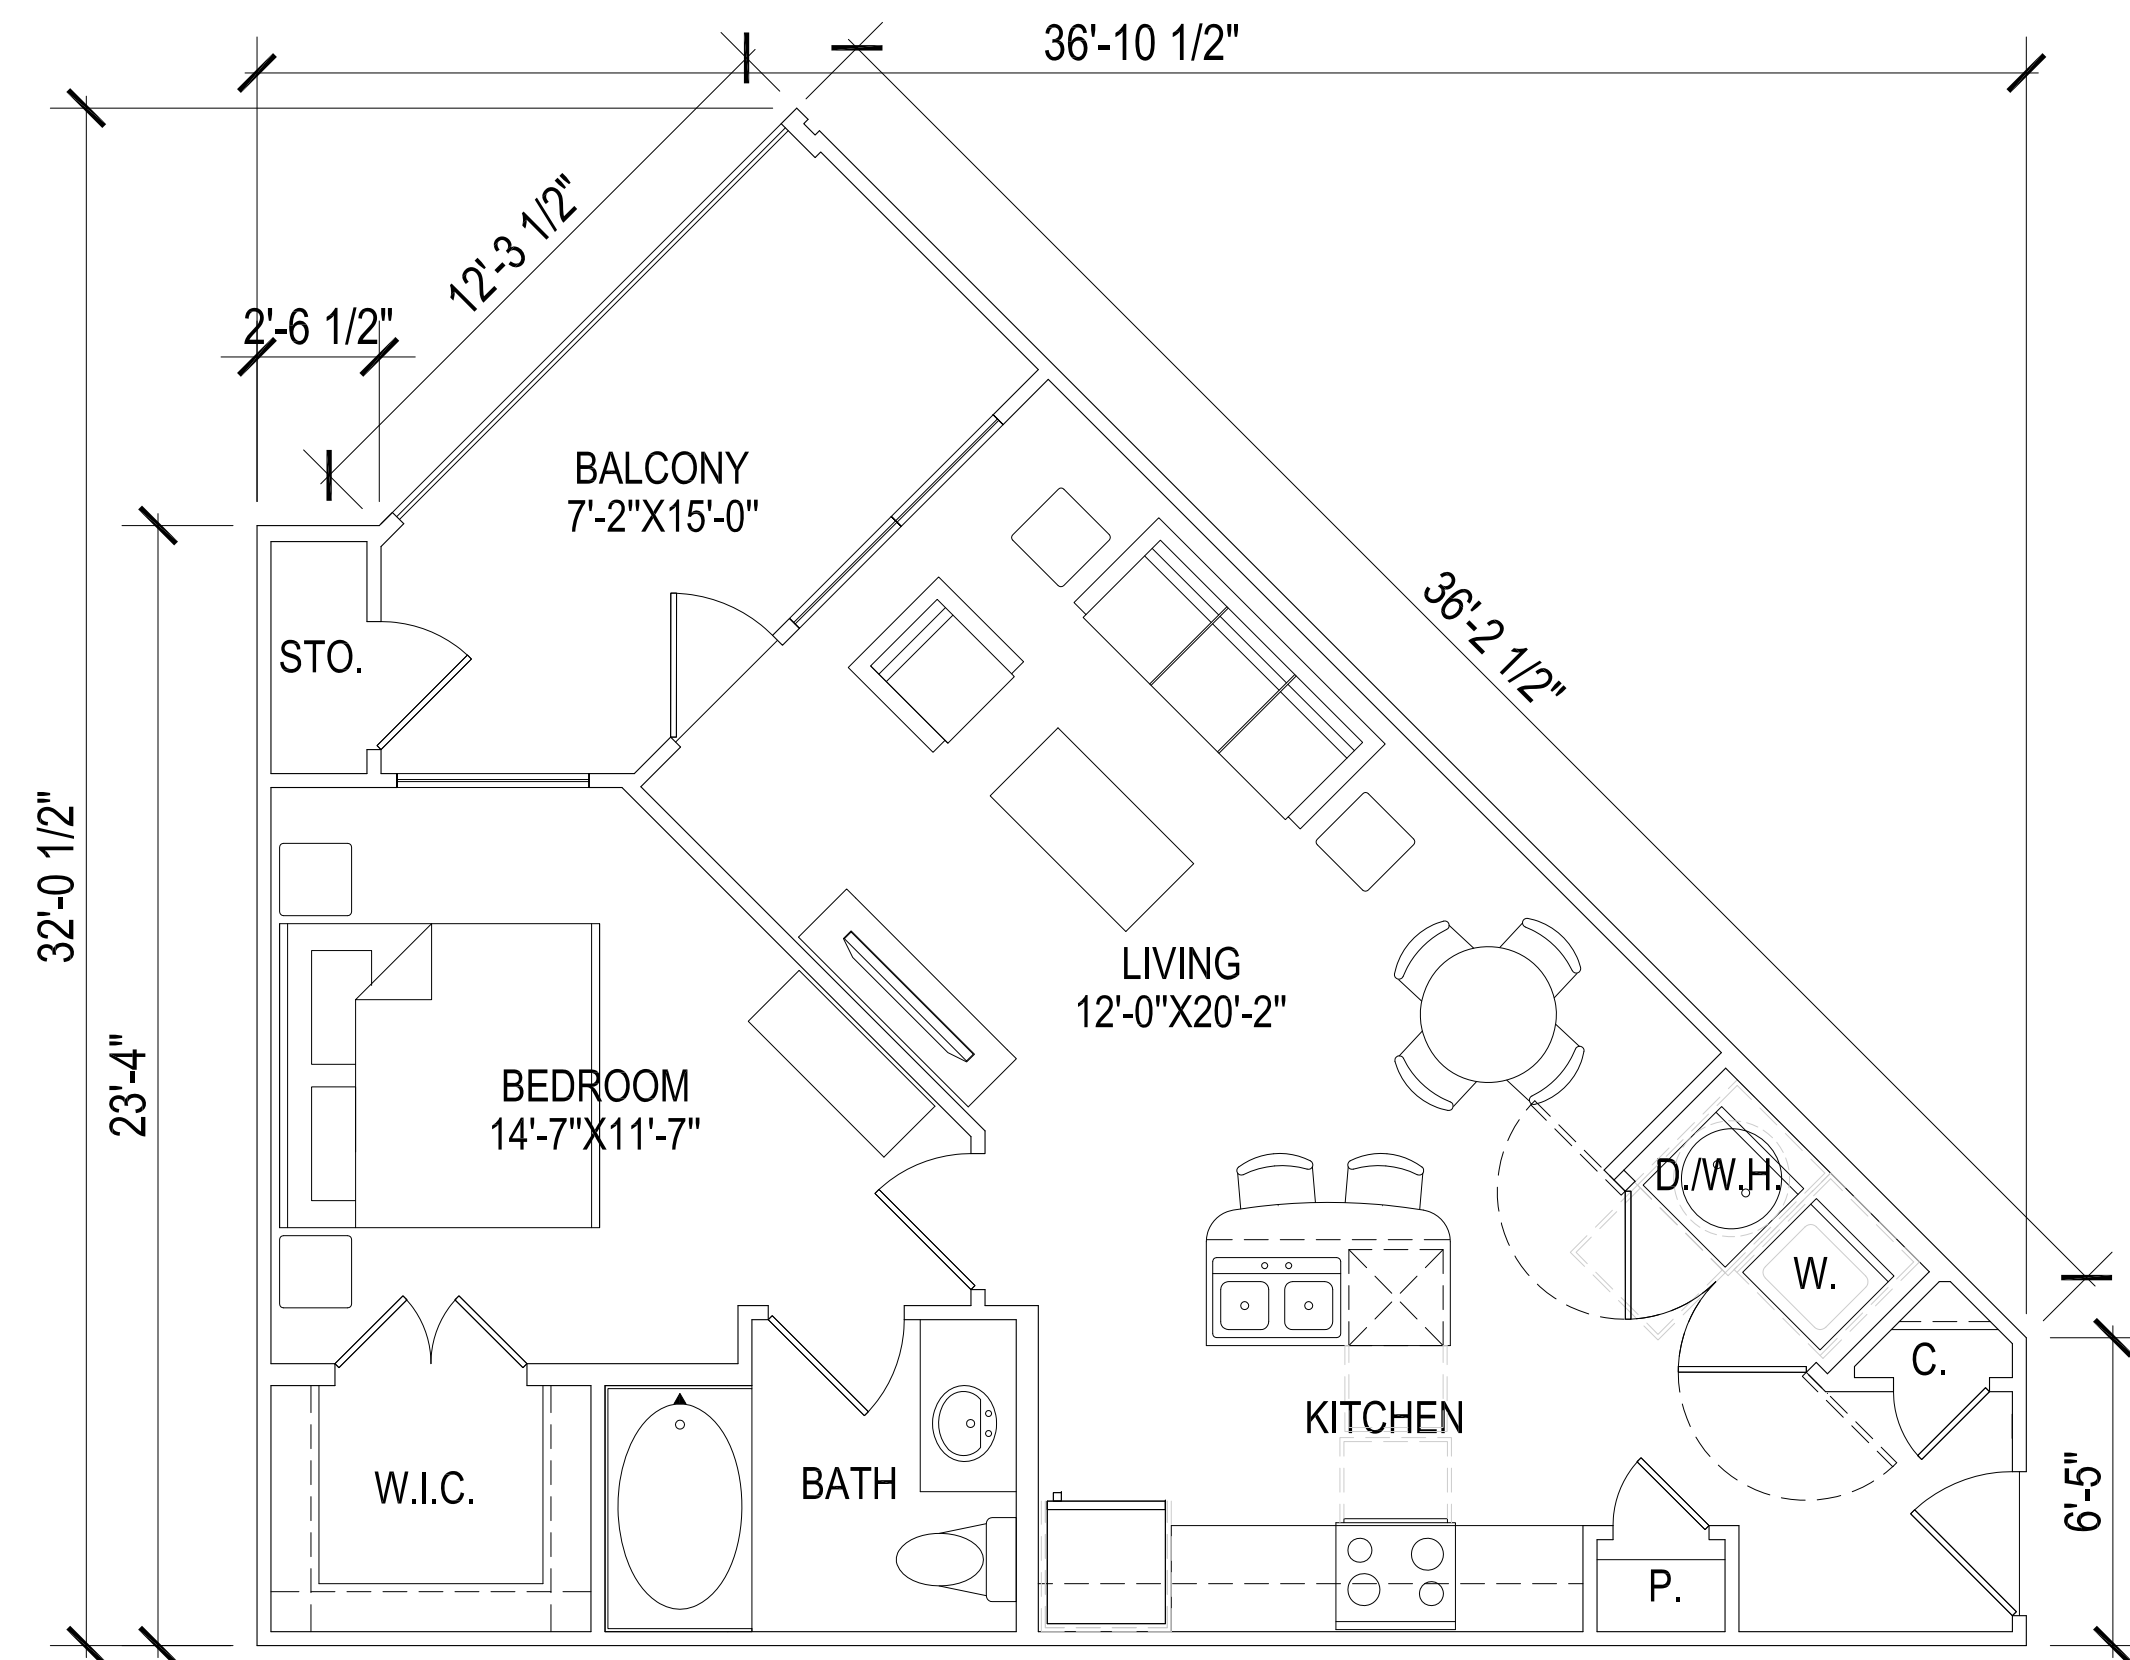 36'-10 1/2"
12'-3 1/2"
2'-6 1/2"
BALCONY
7'-2"X15'-0"
36'-2 1/2"
STO.
32'-0 1/2"
23'-4"
LIVING
12'-0"X20'-2"
BEDROOM
14'-7"X11'-7"
D./W.H.
W.
C.
KITCHEN
W.I.C.
BATH
6'-5"
P.